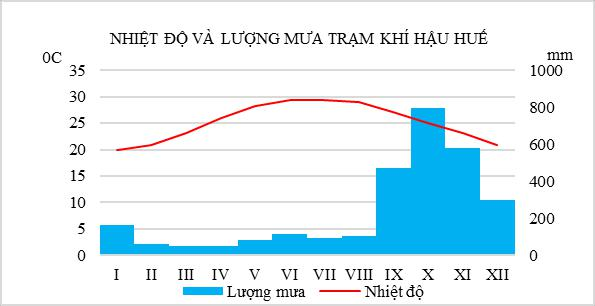 NHIỆT ĐỘ VÀ LƯỢNG MƯA TRẠM KHÍ HẬU HUẾ
0C mm
35 1000
30 800
25
20 600
15 400
10
5 200
0 0
I II III IV V VI VII VIII IX X XI XII
Lượng mưa Nhiệt độ